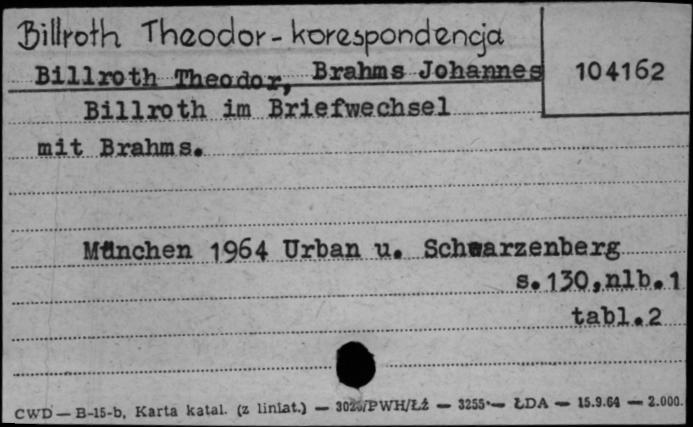 Billroth Theodor - korespondencja
Billroth Theodor, Brahms Johannes
104162
Billroth im Briefwechsel
mit Brahms.
München 1964 Urban u. Schwarzenberg
s.130,nlb.1
tabl.2
CWD — B-15-b, Karta katal. (z liniat.) — /PWH/ŁŻ — 3255 — ŁDA — 15.9.64 — 2.000.